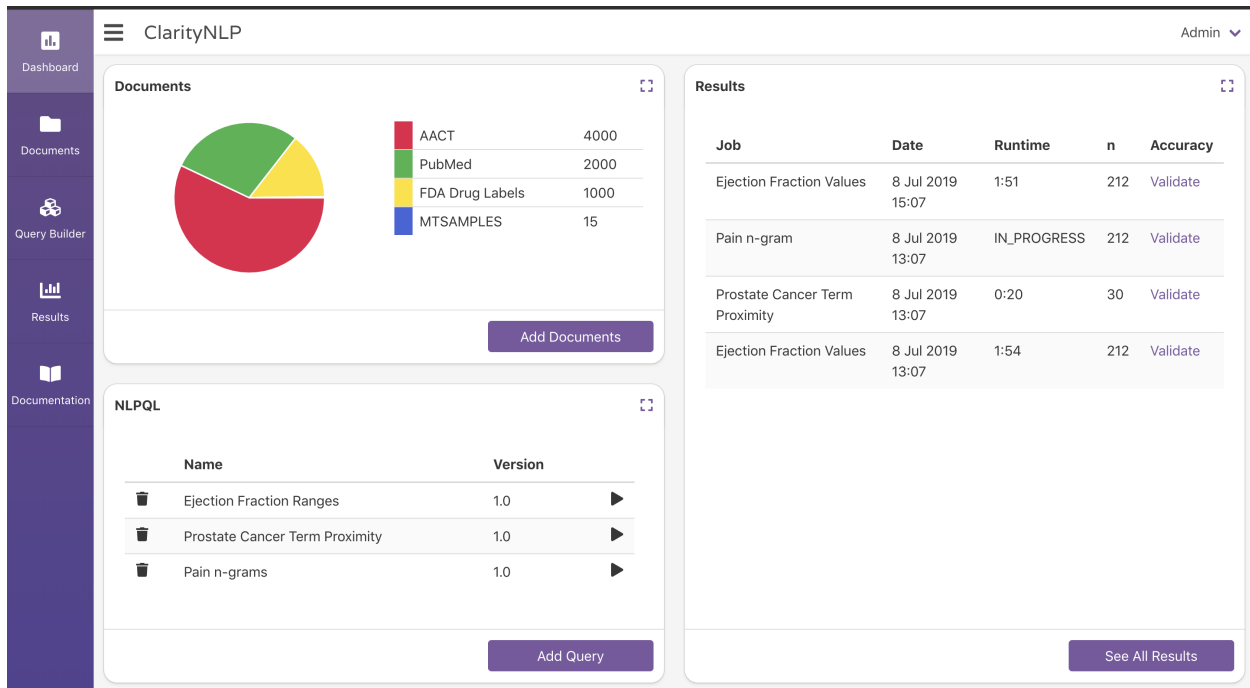 ClarityNLP
Admin
Dashboard
Documents
Query Builder
Results
Documentation
Documents
AACT 4000
PubMed 2000
FDA Drug Labels 1000
MTSAMPLES 15
Add Documents
NLPQL
Name Version
Ejection Fraction Ranges 1.0
Prostate Cancer Term Proximity 1.0
Pain n-grams 1.0
Add Query
Results
Job Date Runtime n Accuracy
Ejection Fraction Values 8 Jul 2019 1:51 212 Validate
15:07
Pain n-gram 8 Jul 2019 IN_PROGRESS 212 Validate
13:07
Prostate Cancer Term 8 Jul 2019 0:20 30 Validate
Proximity 13:07
Ejection Fraction Values 8 Jul 2019 1:54 212 Validate
13:07
See All Results